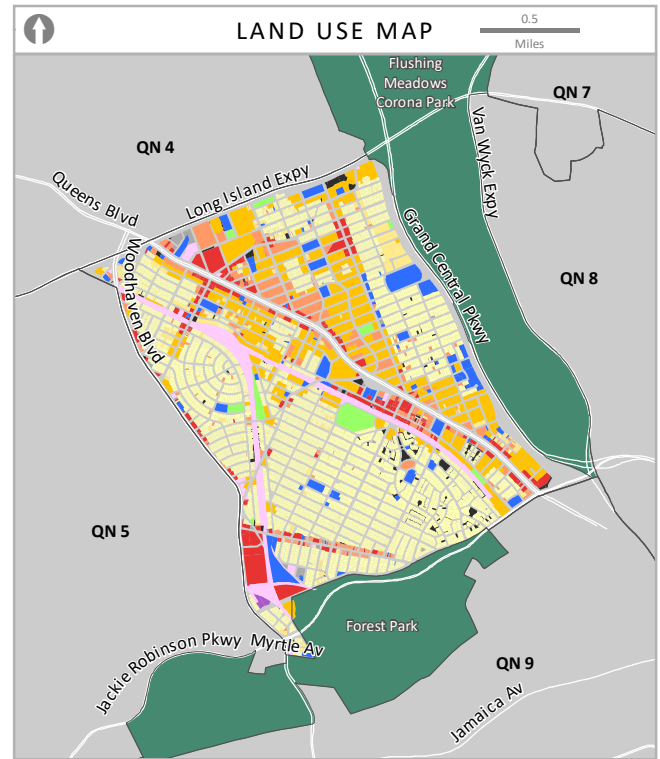 LAND USE MAP
0.5
Miles
Flushing
Meadows
Corona Park
QN 7
QN 4
Van Wyck Expy
Long Island Expy
Queens Blvd
Grand Central Pkwy
Woodhaven Blvd
QN 8
QN 5
Forest Park
Jackie Robinson Pkwy
Myrtle Av
QN 9
Jamaica Av